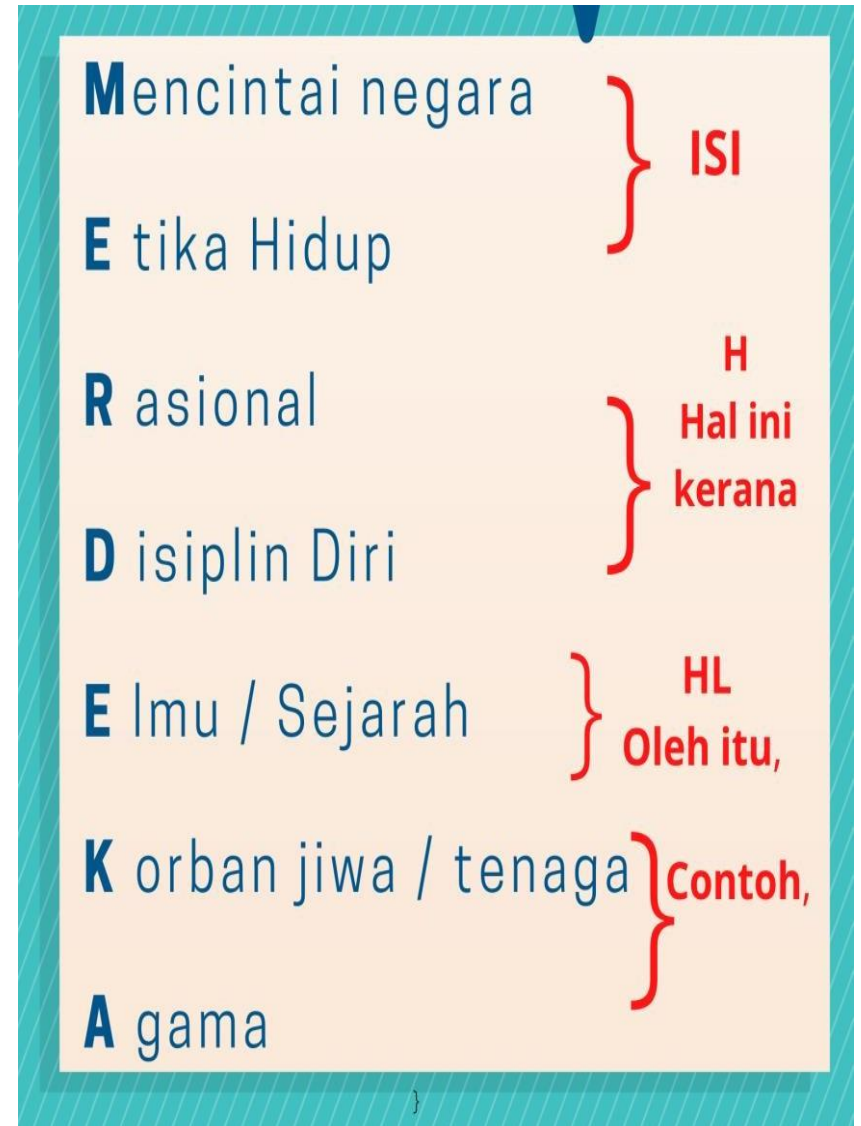 Mencintai negara
ISI
E tika Hidup
H
Hal ini
kerana
R asional
D isiplin Diri
E lmu / Sejarah
HL
Oleh itu,
K orban jiwa / tenaga
Contoh,
A gama
}